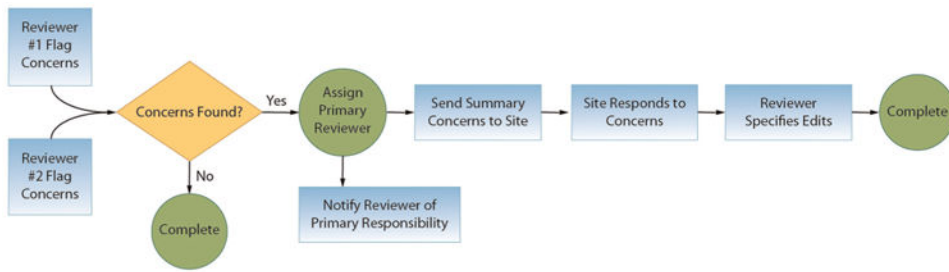 Reviewer
#1 Flag
Concerns
Reviewer
#2 Flag
Concerns
Concerns Found?
Yes
No
Complete
Assign
Primary
Reviewer
Notify Reviewer of
Primary Responsibility
Send Summary
Concerns to Site
Site Responds to
Concerns
Reviewer
Specifies Edits
Complete